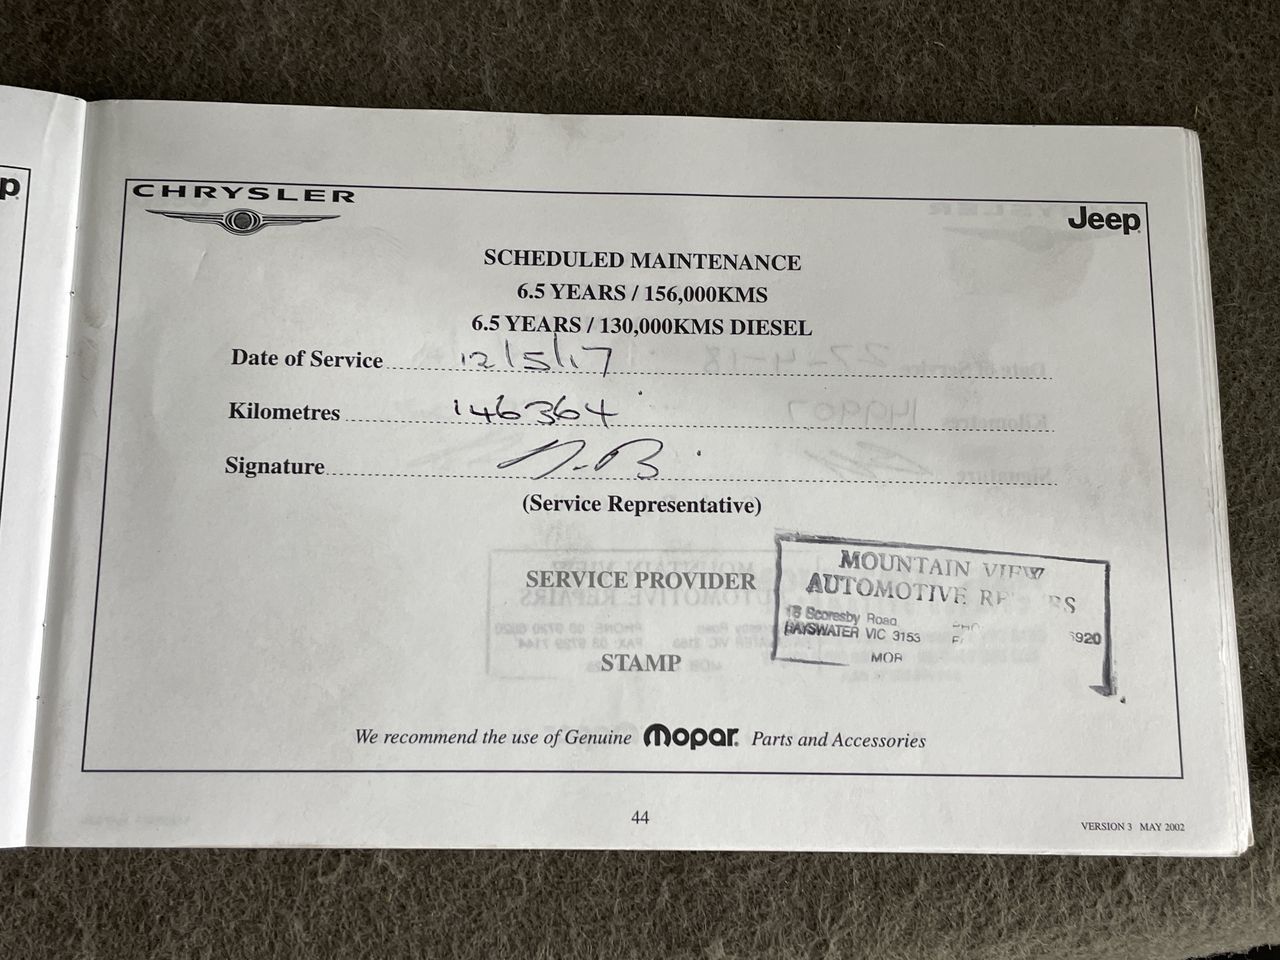 p
CHRYSLER
Jeep
SCHEDULED MAINTENANCE
6.5 YEARS / 156,000KMS
6.5 YEARS / 130,000KMS DIESEL
Date of Service 12/5/17
Kilometres 146364
Signature
(Service Representative)
SERVICE PROVIDER
STAMP
MOUNTAIN VIEW
AUTOMOTIVE
18 Scoresby Road
BAYSWATER VIC 3153
We recommend the use of Genuine Mopar Parts and Accessories
44
VERSION 3 MAY 2002